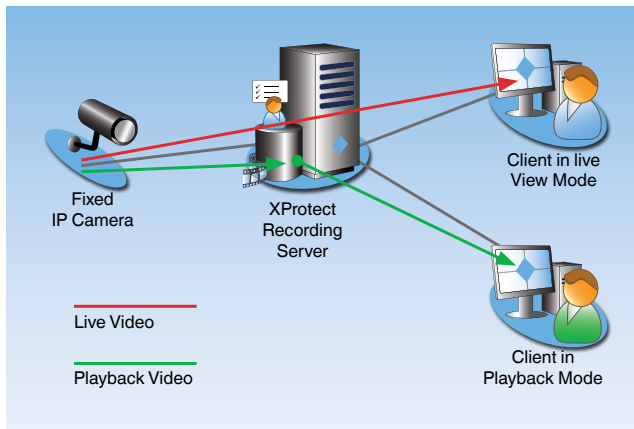 Fixed
IP Camera
XProtect
Recording
Server
Client in live
View Mode
Live Video
Playback Video
Client in
Playback Mode